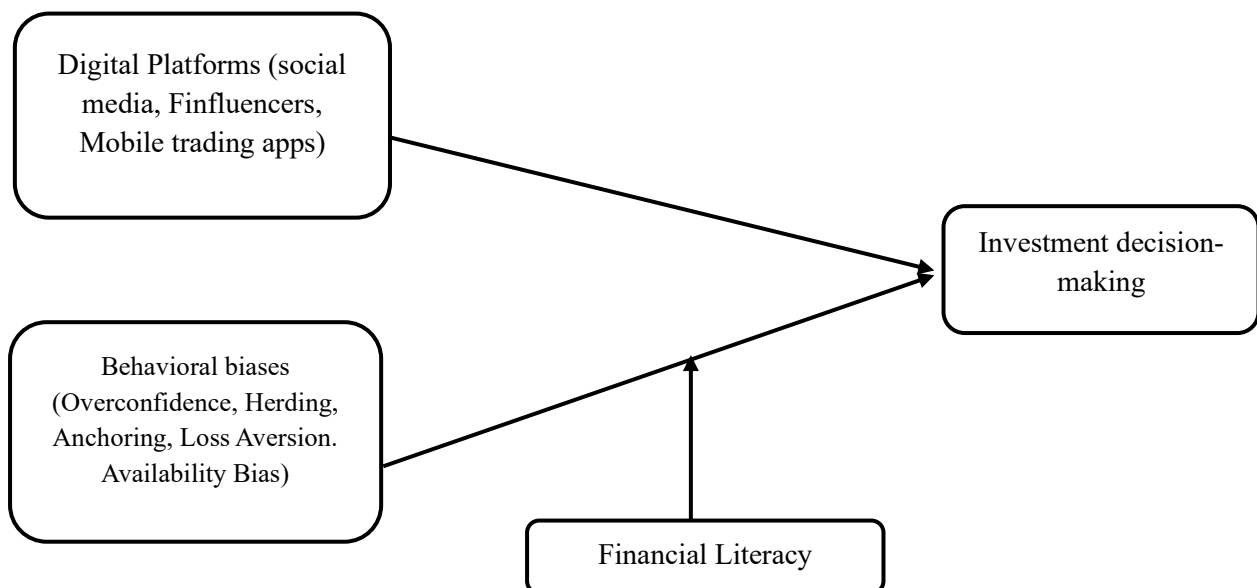 Digital Platforms (social
media, Finfluencers,
Mobile trading apps)
Investment decision-
making
Behavioral biases
(Overconfidence, Herding,
Anchoring, Loss Aversion.
Availability Bias)
Financial Literacy